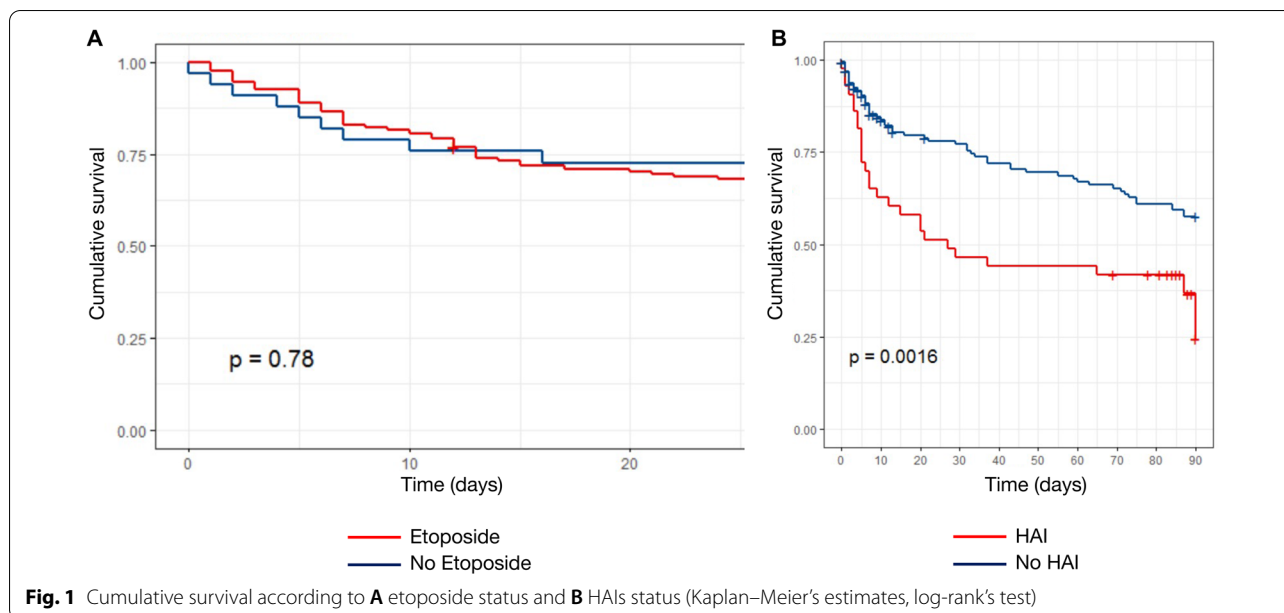 A
1.00
0.75
0.50
0.25
0.00
Cumulative survival
p = 0.78
0 10 20
Time (days)
Etoposide
No Etoposide
B
1.00
0.75
0.50
0.25
0.00
Cumulative survival
p = 0.0016
0 10 20 30 40 50 60 70 80 90
Time (days)
HAI
No HAI
Fig. 1 Cumulative survival according to A etoposide status and B HAIs status (Kaplan–Meier’s estimates, log-rank’s test)